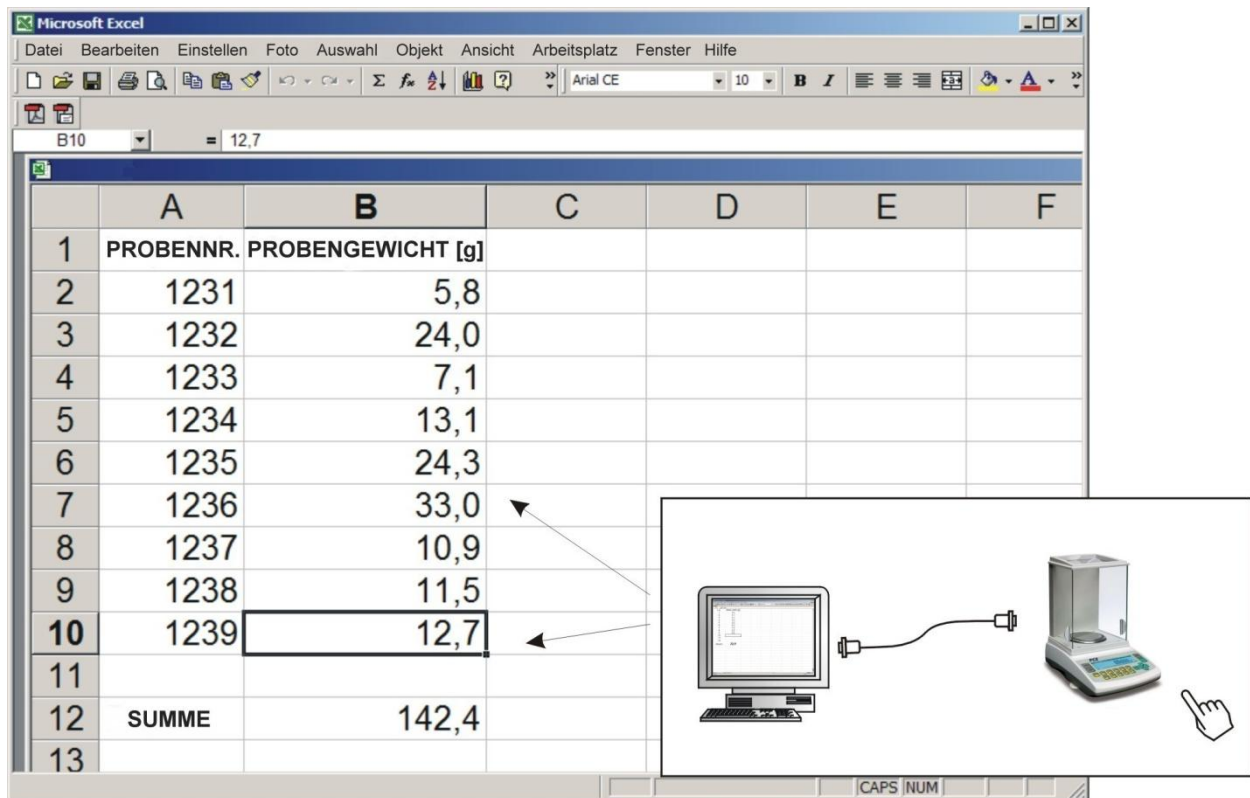 Microsoft Excel
Datei Bearbeiten Einstellen Foto Auswahl Objekt Ansicht Arbeitsplatz Fenster Hilfe
Arial CE 10 B I
B10 = 12,7
A B C D E F
1 PROBENNR. PROBENGEWICHT [g]
2 1231 5,8
3 1232 24,0
4 1233 7,1
5 1234 13,1
6 1235 24,3
7 1236 33,0
8 1237 10,9
9 1238 11,5
10 1239 12,7
11
12 SUMME 142,4
13
CAPS NUM